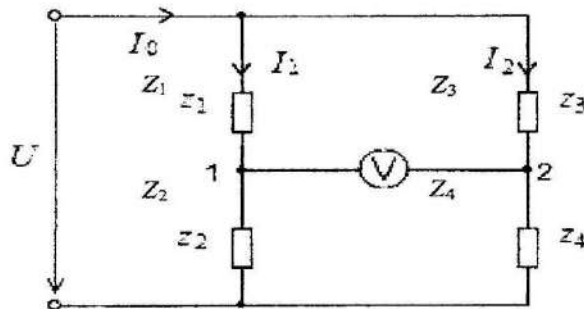 I₀
I₁
I₂
Z₁
z₁
Z₃
z₃
U
1
V
2
Z₂
Z₄
z₂
z₄